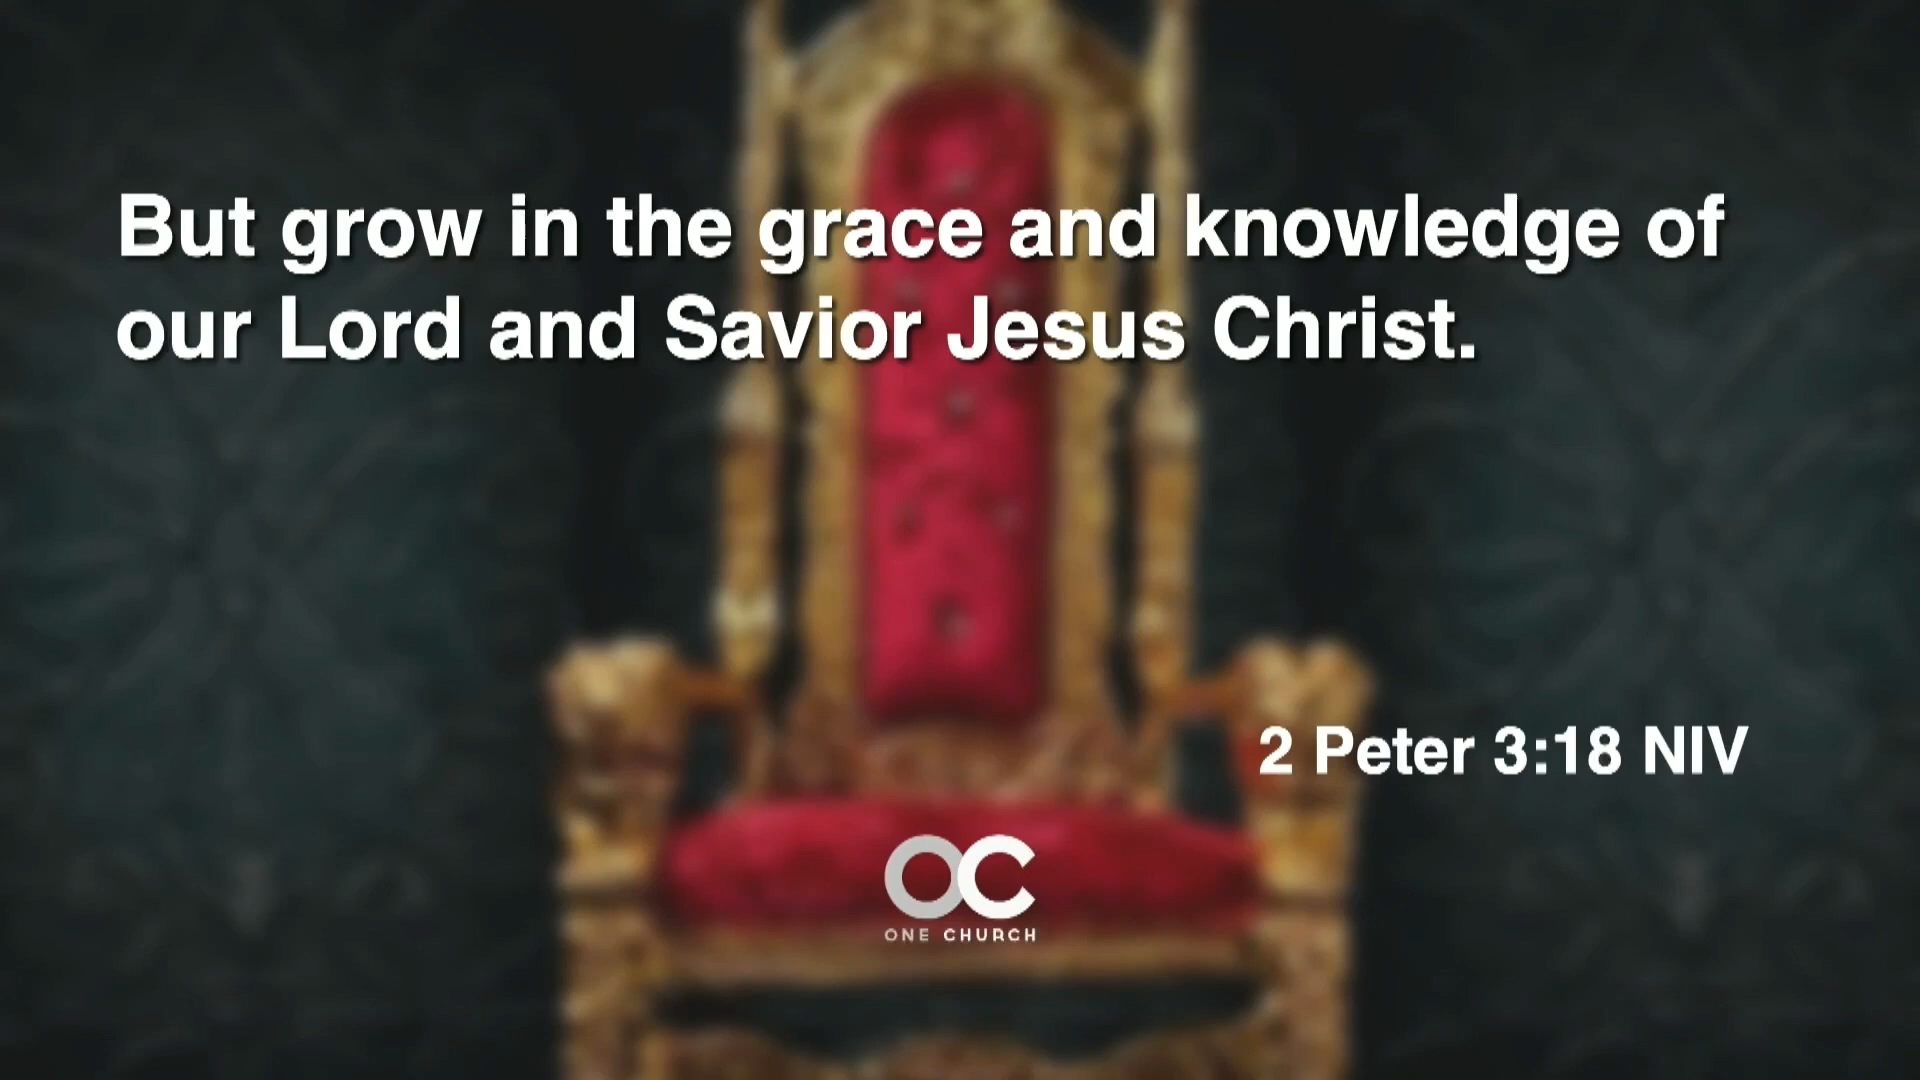 But grow in the grace and knowledge of
our Lord and Savior Jesus Christ.
2 Peter 3:18 NIV
OC
ONE CHURCH